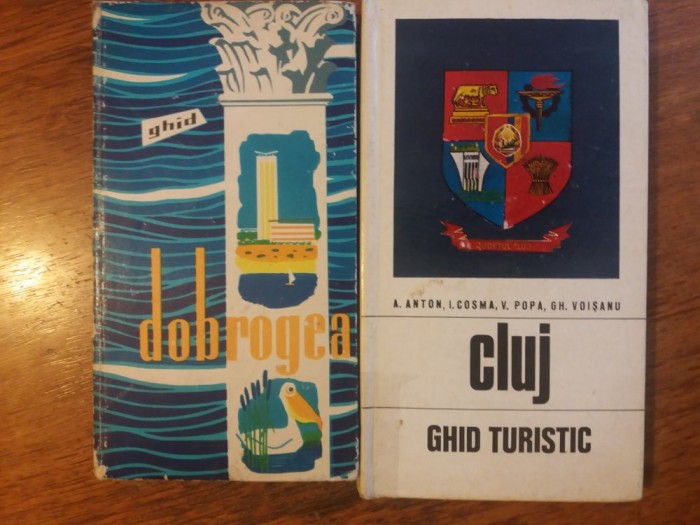 ghid
dobrogea
A. ANTON, I. COSMA, V. POPA, GH. VOIȘANU
cluj
GHID TURISTIC